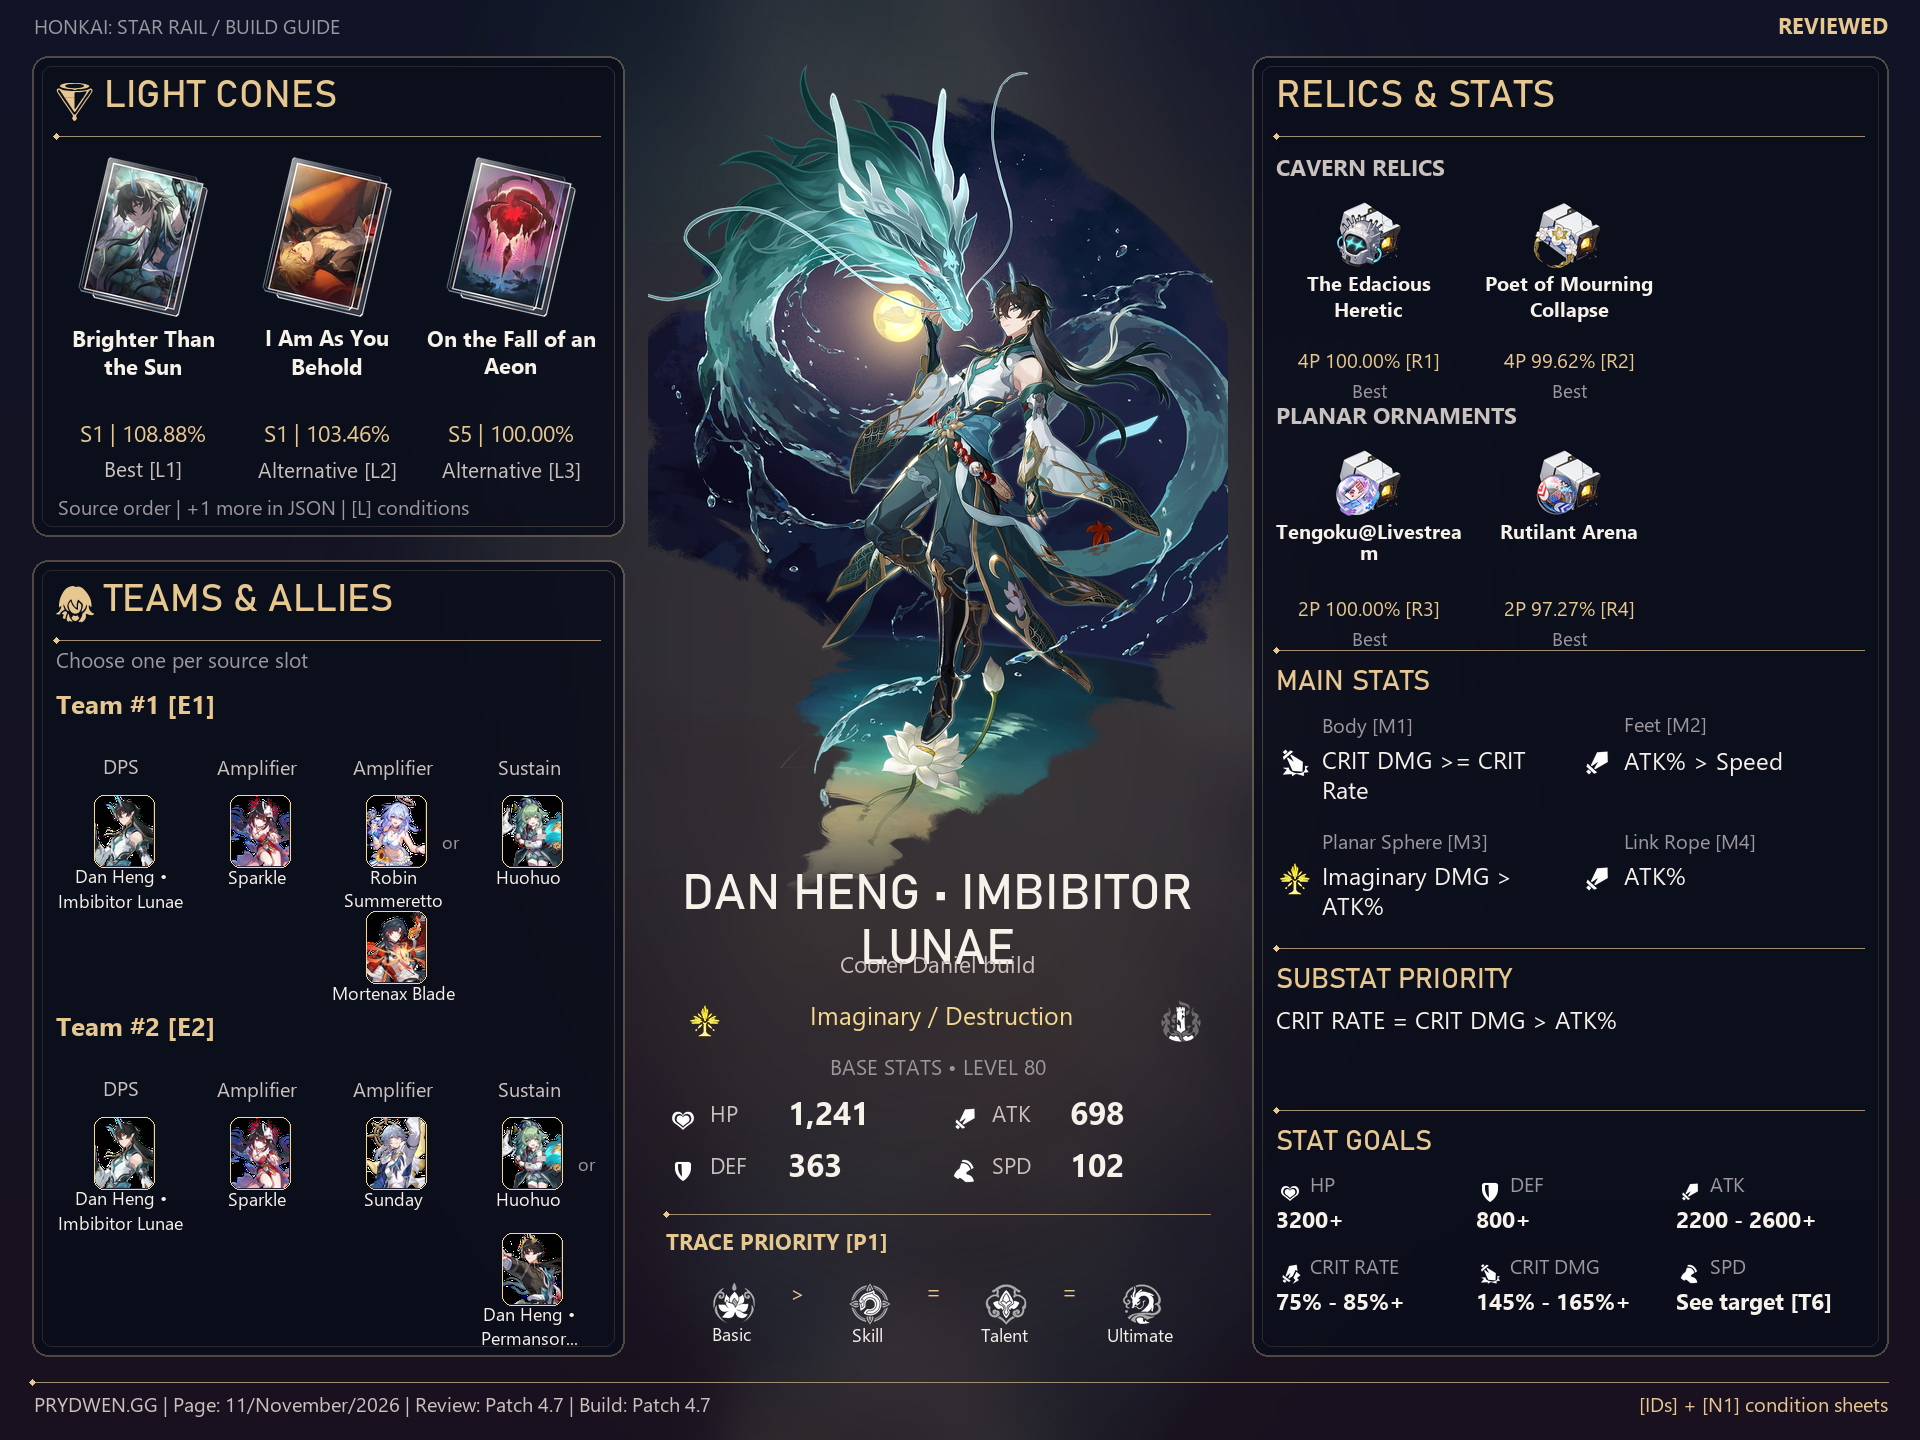 HONKAI: STAR RAIL / BUILD GUIDE
REVIEWED
LIGHT CONES
Brighter Than
the Sun
I Am As You
Behold
On the Fall of an
Aeon
S1 | 108.88%
S1 | 103.46%
S5 | 100.00%
Best [L1]
Alternative [L2]
Alternative [L3]
Source order | +1 more in JSON | [L] conditions
TEAMS & ALLIES
Choose one per source slot
Team #1 [E1]
DPS
Amplifier
Amplifier
Sustain
or
Dan Heng •
Imbibitor Lunae
Sparkle
Robin
Summeretto
Huohuo
Mortenax Blade
Team #2 [E2]
DPS
Amplifier
Amplifier
Sustain
or
Dan Heng •
Imbibitor Lunae
Sparkle
Sunday
Huohuo
Dan Heng •
Permansor...
DAN HENG • IMBIBITOR
LUNAE
Cooler Daniel build
Imaginary / Destruction
BASE STATS • LEVEL 80
HP 1,241
ATK 698
DEF 363
SPD 102
TRACE PRIORITY [P1]
> = =
Basic
Skill
Talent
Ultimate
RELICS & STATS
CAVERN RELICS
The Edacious
Heretic
Poet of Mourning
Collapse
4P 100.00% [R1]
4P 99.62% [R2]
Best
Best
PLANAR ORNAMENTS
Tengoku@Livestrea
m
Rutilant Arena
2P 100.00% [R3]
2P 97.27% [R4]
Best
Best
MAIN STATS
Body [M1]
CRIT DMG >= CRIT
Rate
Feet [M2]
ATK% > Speed
Planar Sphere [M3]
Imaginary DMG >
ATK%
Link Rope [M4]
ATK%
SUBSTAT PRIORITY
CRIT RATE = CRIT DMG > ATK%
STAT GOALS
HP
3200+
DEF
800+
ATK
2200 - 2600+
CRIT RATE
75% - 85%+
CRIT DMG
145% - 165%+
SPD
See target [T6]
PRYDWEN.GG | Page: 11/November/2026 | Review: Patch 4.7 | Build: Patch 4.7
[IDs] + [N1] condition sheets